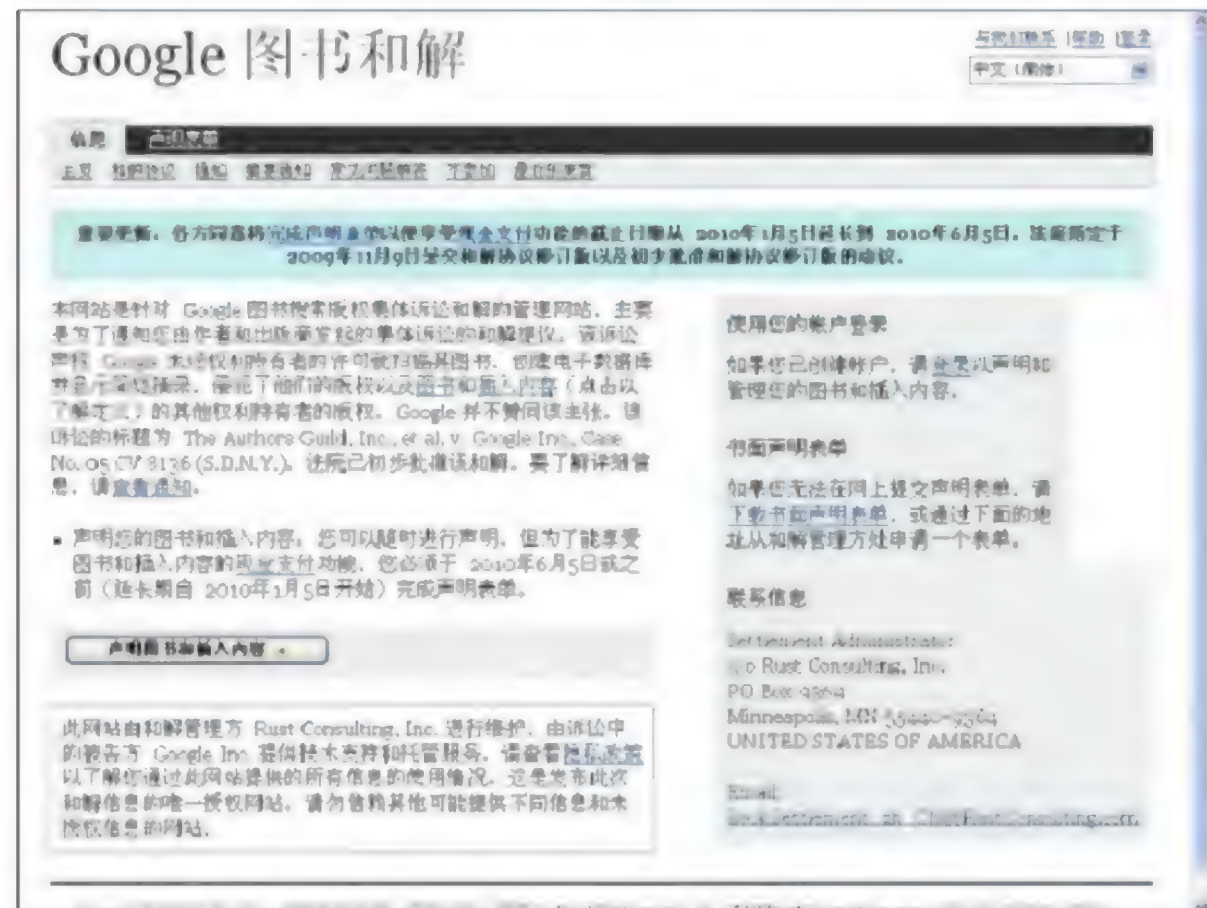 Google 图书和解
与我们联系 | 帮助 | 登录
中文（简体）
信息 声明表单
主页 和解协议 通知 摘要通知 常见问题解答 不参加
重要更新。各方同意将完成声明表单以便享受现金支付功能的截止日期从 2010年1月5日延长到 2010年6月5日。法庭暂定于
2009年11月9日呈交和解协议修订版以及初步批准和解协议修订版的动议。
本网站是针对 Google 图书搜索版权集体诉讼和解的管理网站，主要
是为了通知您由作者和出版商发起的集体诉讼的和解提议。该诉讼
声称 Google 未经权利持有者的许可就扫描其图书、创建电子数据库
并显示简短摘录，侵犯了他们的版权以及图书和插入内容（点击以
了解定义）的其他权利持有者的版权。Google 并不赞同该主张。该
诉讼的标题为 The Authors Guild, Inc., et al. v. Google Inc., Case
No. 05 CV 8136 (S.D.N.Y.)。法院已初步批准该和解。要了解详细信
息，请查看通知。
▪ 声明您的图书和插入内容。您可以随时进行声明，但为了能享受
图书和插入内容的现金支付功能，您必须于 2010年6月5日或之
前（延长期自 2010年1月5日开始）完成声明表单。
声明图书和插入内容
此网站由和解管理方 Rust Consulting, Inc. 进行维护，由诉讼中
的被告方 Google Inc. 提供技术支持和托管服务。请查看隐私政策
以了解您通过此网站提供的所有信息的使用情况。这是发布此次
和解信息的唯一授权网站。请勿信赖其他可能提供不同信息和未
授权信息的网站。
使用您的帐户登录
如果您已创建帐户，请登录以声明和
管理您的图书和插入内容。
书面声明表单
如果您无法在网上提交声明表单，请
下载书面声明表单，或通过下面的地
址从和解管理方处申请一个表单。
联系信息
Settlement Administrator
c/o Rust Consulting, Inc.
PO Box 9364
Minneapolis, MN 55440-9364
UNITED STATES OF AMERICA
Email: